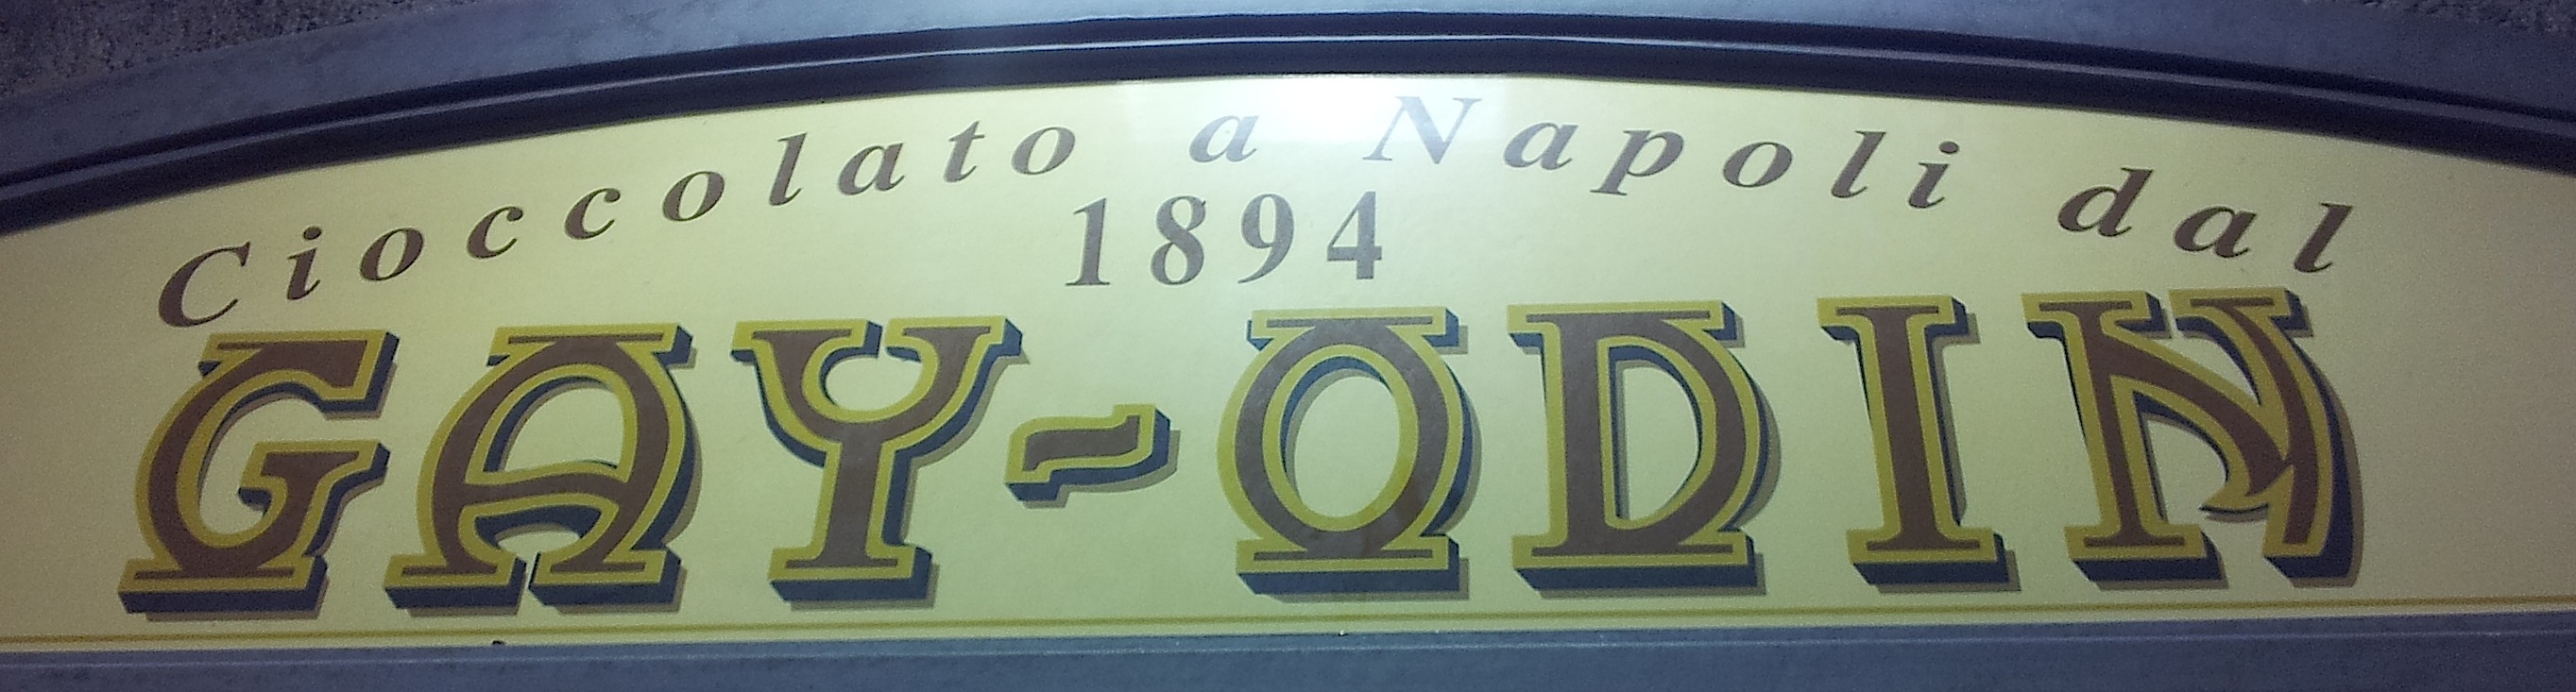 Cioccolato a Napoli dal
1894
GAY-ODIN